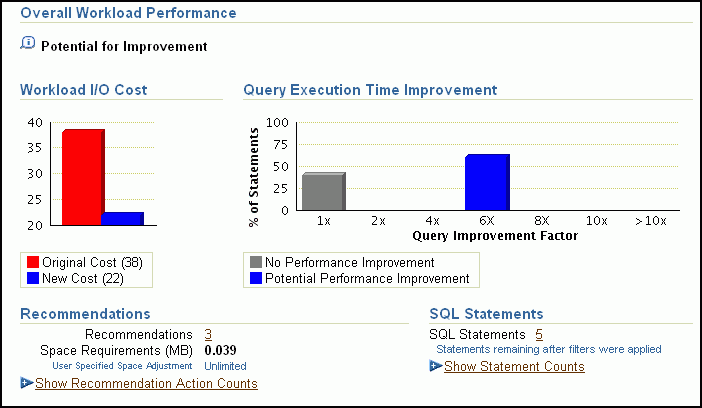 Overall Workload Performance
Potential for Improvement
Workload I/O Cost
40
35
30
25
20
Original Cost (38)
New Cost (22)
Query Execution Time Improvement
% of Statements
100
75
50
25
0
1x 2x 4x 6X 8X 10x >10x
Query Improvement Factor
No Performance Improvement
Potential Performance Improvement
Recommendations
Recommendations 3
Space Requirements (MB) 0.039
User Specified Space Adjustment Unlimited
Show Recommendation Action Counts
SQL Statements
SQL Statements 5
Statements remaining after filters were applied
Show Statement Counts